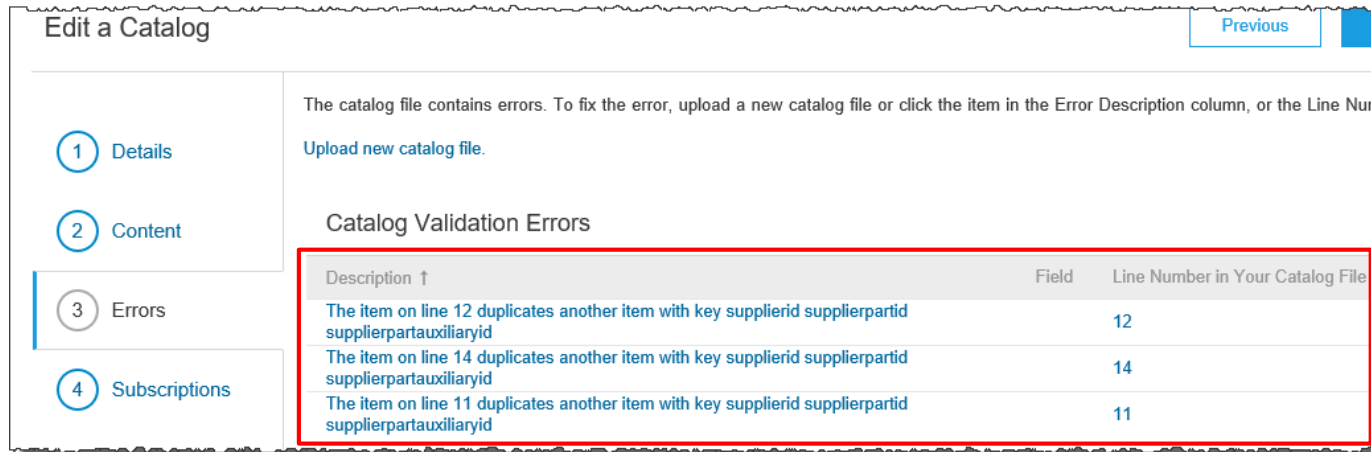 Edit a Catalog
Previous
The catalog file contains errors. To fix the error, upload a new catalog file or click the item in the Error Description column, or the Line
1 Details
Upload new catalog file.
2 Content
Catalog Validation Errors
Description ↑ Field Line Number in Your Catalog File
3 Errors
The item on line 12 duplicates another item with key supplierid supplierpartid
supplierpartauxiliaryid
12
The item on line 14 duplicates another item with key supplierid supplierpartid
supplierpartauxiliaryid
14
4 Subscriptions
The item on line 11 duplicates another item with key supplierid supplierpartid
supplierpartauxiliaryid
11